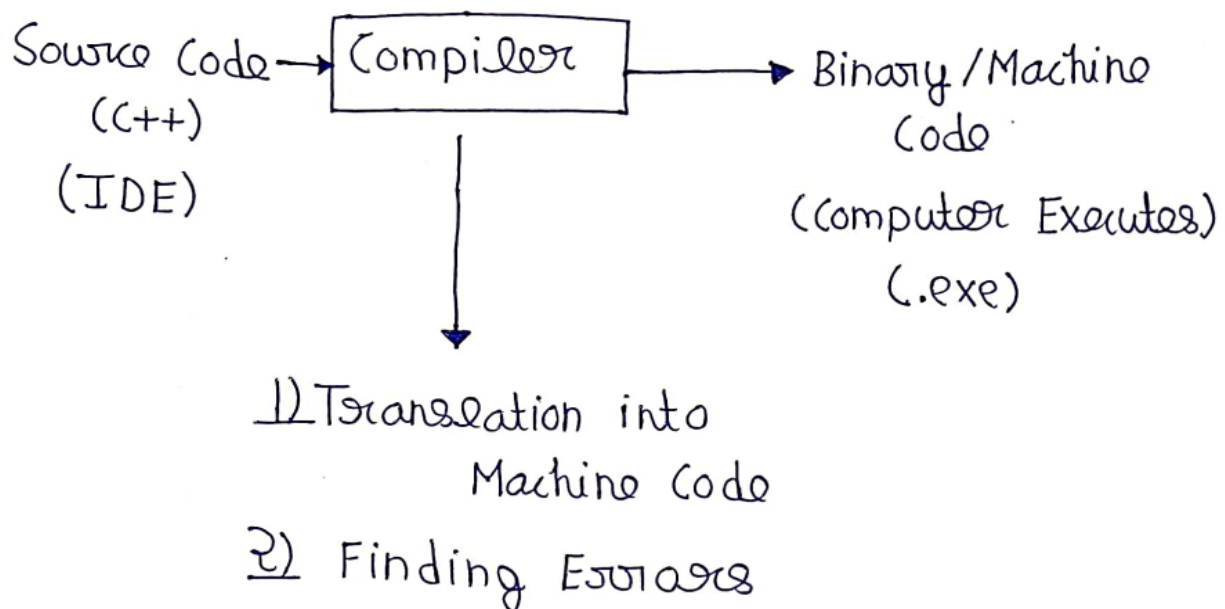 Source Code
(C++)
(IDE)
Compiler
Binary/Machine
Code
(Computer Executes)
(.exe)
1) Translation into
Machine Code
2) Finding Errors